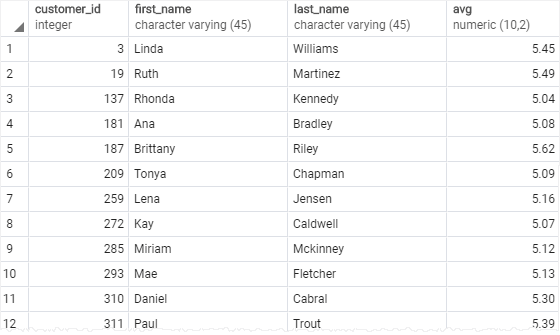 customer_id first_name last_name avg
integer character varying (45) character varying (45) numeric (10,2)
1 3 Linda Williams 5.45
2 19 Ruth Martinez 5.49
3 137 Rhonda Kennedy 5.04
4 181 Ana Bradley 5.08
5 187 Brittany Riley 5.62
6 209 Tonya Chapman 5.09
7 259 Lena Jensen 5.16
8 272 Kay Caldwell 5.07
9 285 Miriam Mckinney 5.12
10 293 Mae Fletcher 5.13
11 310 Daniel Cabral 5.30
12 311 Paul Trout 5.39